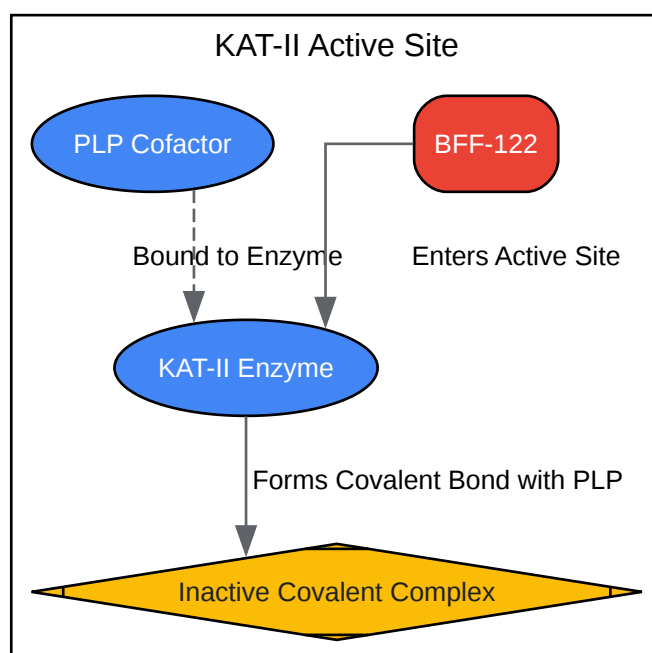 KAT-II Active Site
PLP Cofactor
BFF-122
Bound to Enzyme
Enters Active Site
KAT-II Enzyme
Forms Covalent Bond with PLP
Inactive Covalent Complex